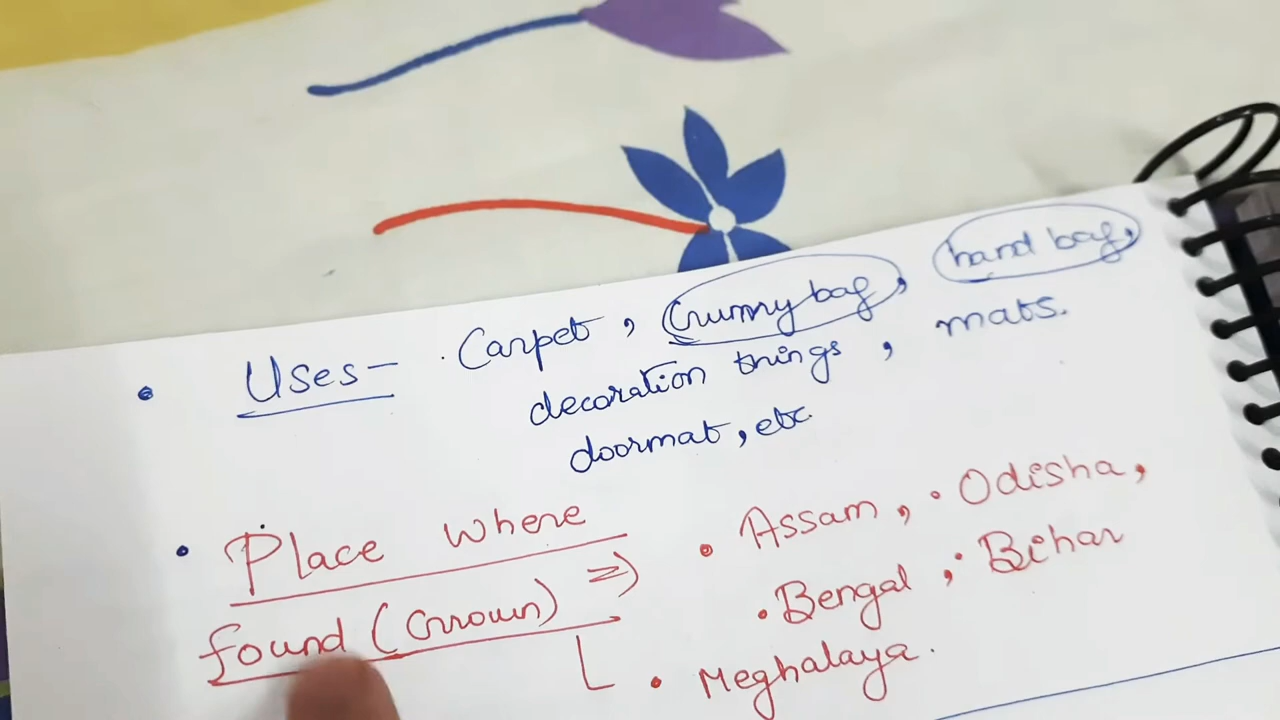 • Uses - Carpet, Gunny bag, hand bag,
decoration things, mats.
doormat, etc
• Place where
found (Grown) ⇒ • Assam, • Odisha,
• Bengal, • Bihar
• Meghalaya.